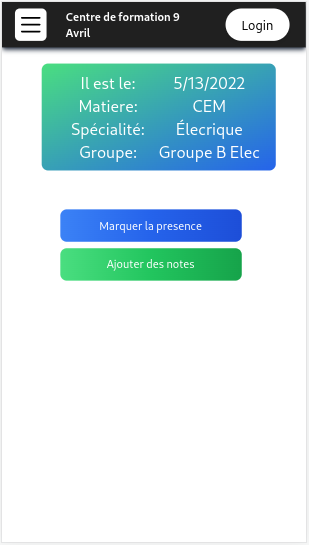 Centre de formation 9
Avril
Login
Il est le: 5/13/2022
Matiere: CEM
Spécialité: Élecrique
Groupe: Groupe B Elec
Marquer la presence
Ajouter des notes